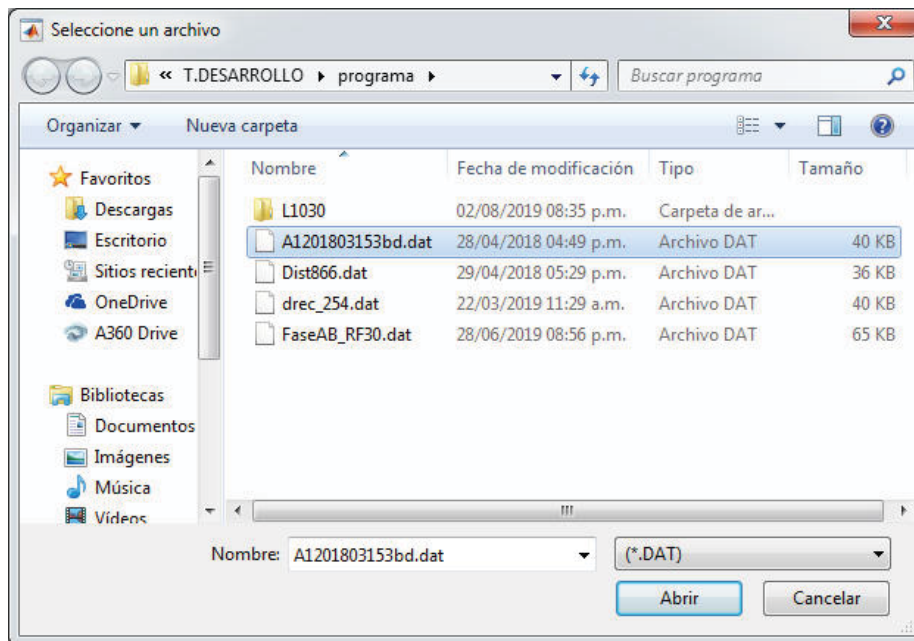 Seleccione un archivo
« T.DESARROLLO ▸ programa ▸
Buscar programa
Organizar ▾ Nueva carpeta
Nombre Fecha de modificación Tipo Tamaño
L1030 02/08/2019 08:35 p.m. Carpeta de ar...
A1201803153bd.dat 28/04/2018 04:49 p.m. Archivo DAT 40 KB
Dist866.dat 29/04/2018 05:29 p.m. Archivo DAT 36 KB
drec_254.dat 22/03/2019 11:29 a.m. Archivo DAT 40 KB
FaseAB_RF30.dat 28/06/2019 08:56 p.m. Archivo DAT 65 KB
Favoritos
Descargas
Escritorio
Sitios reciente
OneDrive
A360 Drive
Bibliotecas
Documentos
Imágenes
Música
Vídeos
Nombre: A1201803153bd.dat (*.DAT)
Abrir Cancelar